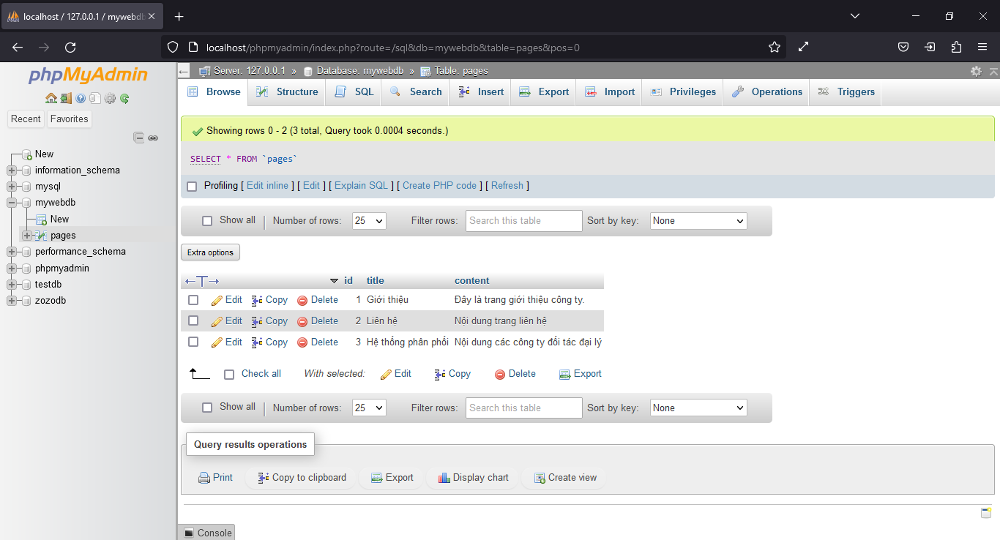 localhost / 127.0.0.1 / mywebdb
localhost/phpmyadmin/index.php?route=/sql&db=mywebdb&table=pages&pos=0
phpMyAdmin
Recent Favorites
New
information_schema
mysql
mywebdb
New
pages
performance_schema
phpmyadmin
testdb
zozodb
Server: 127.0.0.1 » Database: mywebdb » Table: pages
Browse Structure SQL Search Insert Export Import Privileges Operations Triggers
Showing rows 0 - 2 (3 total, Query took 0.0004 seconds.)
SELECT * FROM `pages`
Profiling [ Edit inline ] [ Edit ] [ Explain SQL ] [ Create PHP code ] [ Refresh ]
Show all Number of rows: 25 Filter rows: Search this table Sort by key: None
Extra options
id title content
Edit Copy Delete 1 Giới thiệu Đây là trang giới thiệu công ty.
Edit Copy Delete 2 Liên hệ Nội dung trang liên hệ
Edit Copy Delete 3 Hệ thống phân phối Nội dung các công ty đối tác đại lý
Check all With selected: Edit Copy Delete Export
Show all Number of rows: 25 Filter rows: Search this table Sort by key: None
Query results operations
Print Copy to clipboard Export Display chart Create view
Console